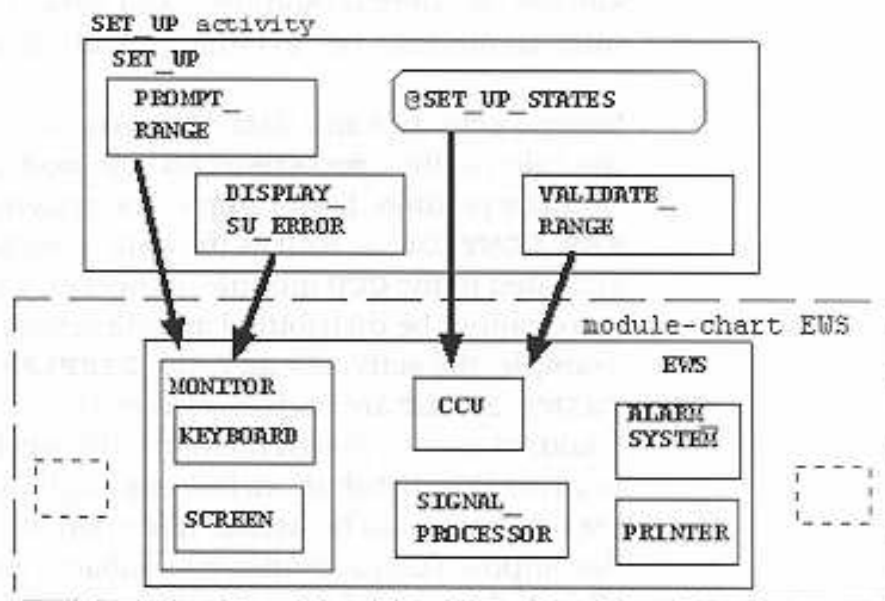 SET_UP activity
SET_UP
PROMPT_
RANGE
@SET_UP_STATES
DISPLAY_
SU_ERROR
VALIDATE_
RANGE
module-chart EWS
EWS
MONITOR
KEYBOARD
SCREEN
CCU
SIGNAL_
PROCESSOR
ALARM_
SYSTEM
PRINTER